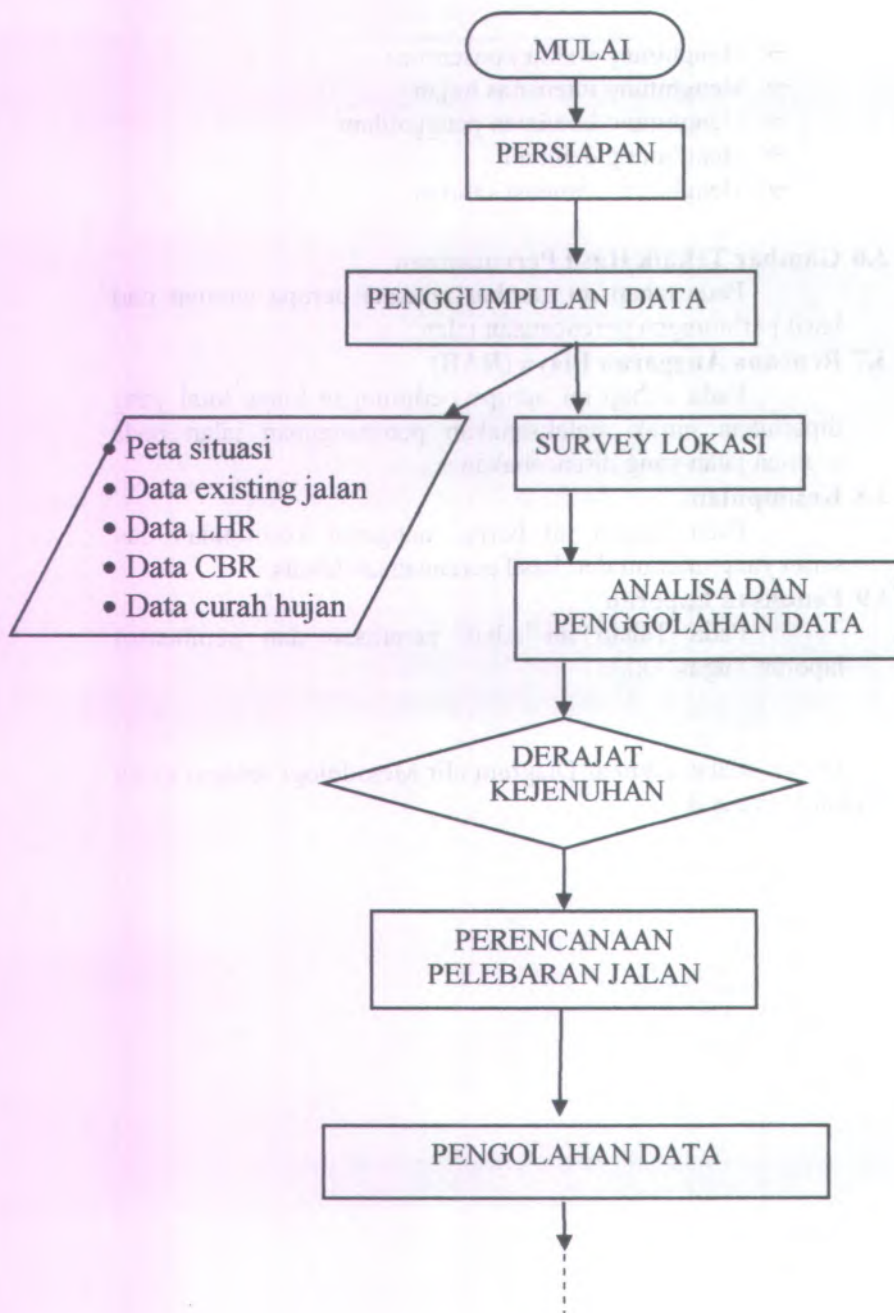 MULAI
PERSIAPAN
PENGGUMPULAN DATA
• Peta situasi
• Data existing jalan
• Data LHR
• Data CBR
• Data curah hujan
SURVEY LOKASI
ANALISA DAN
PENGGOLAHAN DATA
DERAJAT
KEJENUHAN
PERENCANAAN
PELEBARAN JALAN
PENGOLAHAN DATA